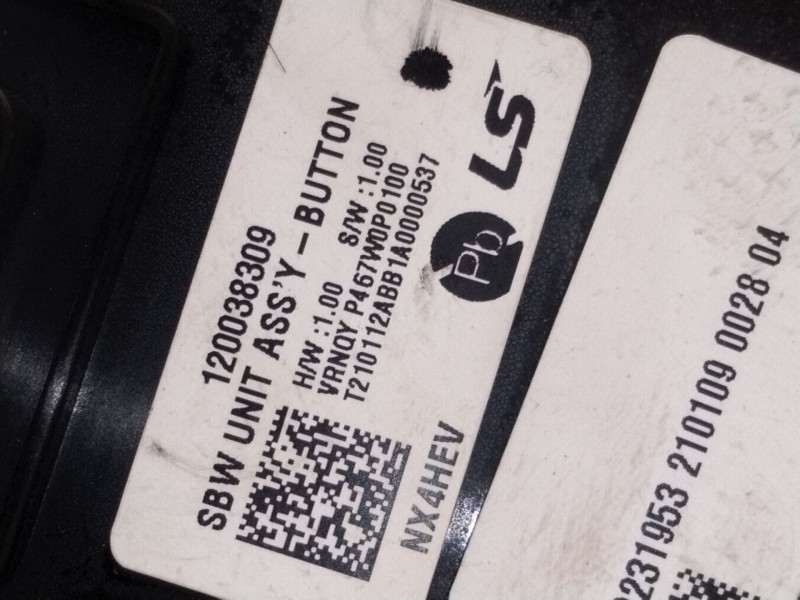 120038309
SBW UNIT ASS'Y – BUTTON
H/W :1.00 S/W :1.00
VRNQY P467W0P0100
T210112ABB1A0000537
NX4HEV
Pb
LS
231953 210109 0028 04